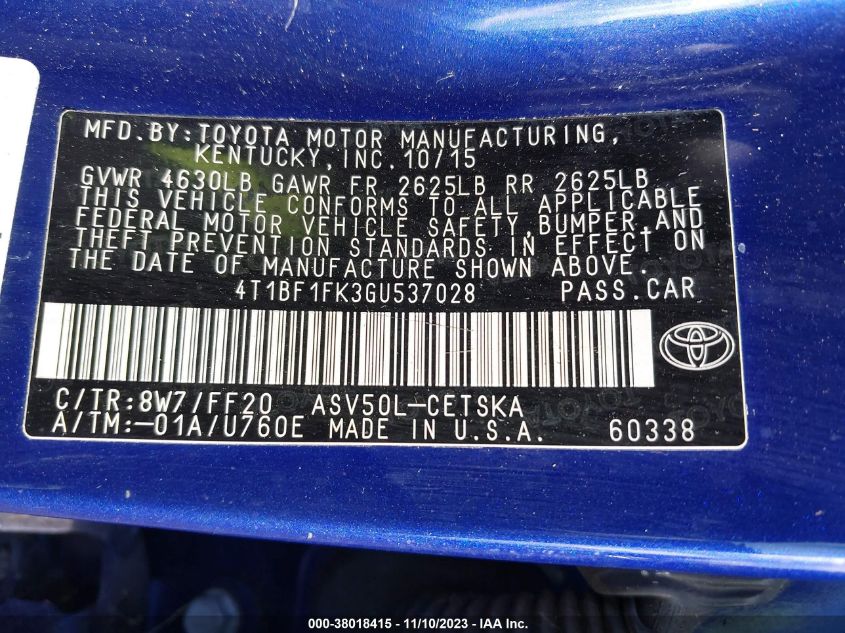 MFD. BY: TOYOTA MOTOR MANUFACTURING,
KENTUCKY, INC. 10/15
GVWR 4630LB GAWR FR 2625LB RR 2625LB
THIS VEHICLE CONFORMS TO ALL APPLICABLE
FEDERAL MOTOR VEHICLE SAFETY, BUMPER, AND
THEFT PREVENTION STANDARDS IN EFFECT ON
THE DATE OF MANUFACTURE SHOWN ABOVE.
4T1BF1FK3GU537028 PASS.CAR
C/TR:8W7/FF20 ASV50L-CETSKA
A/TM:-01A/U760E MADE IN U.S.A. 60338
000-38018415 - 11/10/2023 - IAA Inc.